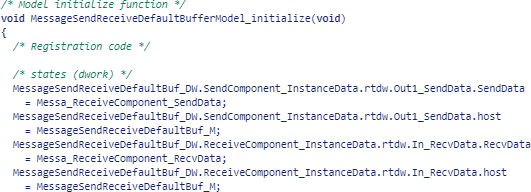 /* Model initialize function */
void MessageSendReceiveDefaultBufferModel_initialize(void)
{
/* Registration code */
/* states (dwork) */
MessageSendReceiveDefaultBuf_DW.SendComponent_InstanceData.rtdw.Out1_SendData.SendData
= Messa_ReceiveComponent_SendData;
MessageSendReceiveDefaultBuf_DW.SendComponent_InstanceData.rtdw.Out1_SendData.host
= MessageSendReceiveDefaultBuf_M;
MessageSendReceiveDefaultBuf_DW.ReceiveComponent_InstanceData.rtdw.In_RecvData.RecvData
= Messa_ReceiveComponent_RecvData;
MessageSendReceiveDefaultBuf_DW.ReceiveComponent_InstanceData.rtdw.In_RecvData.host
= MessageSendReceiveDefaultBuf_M;